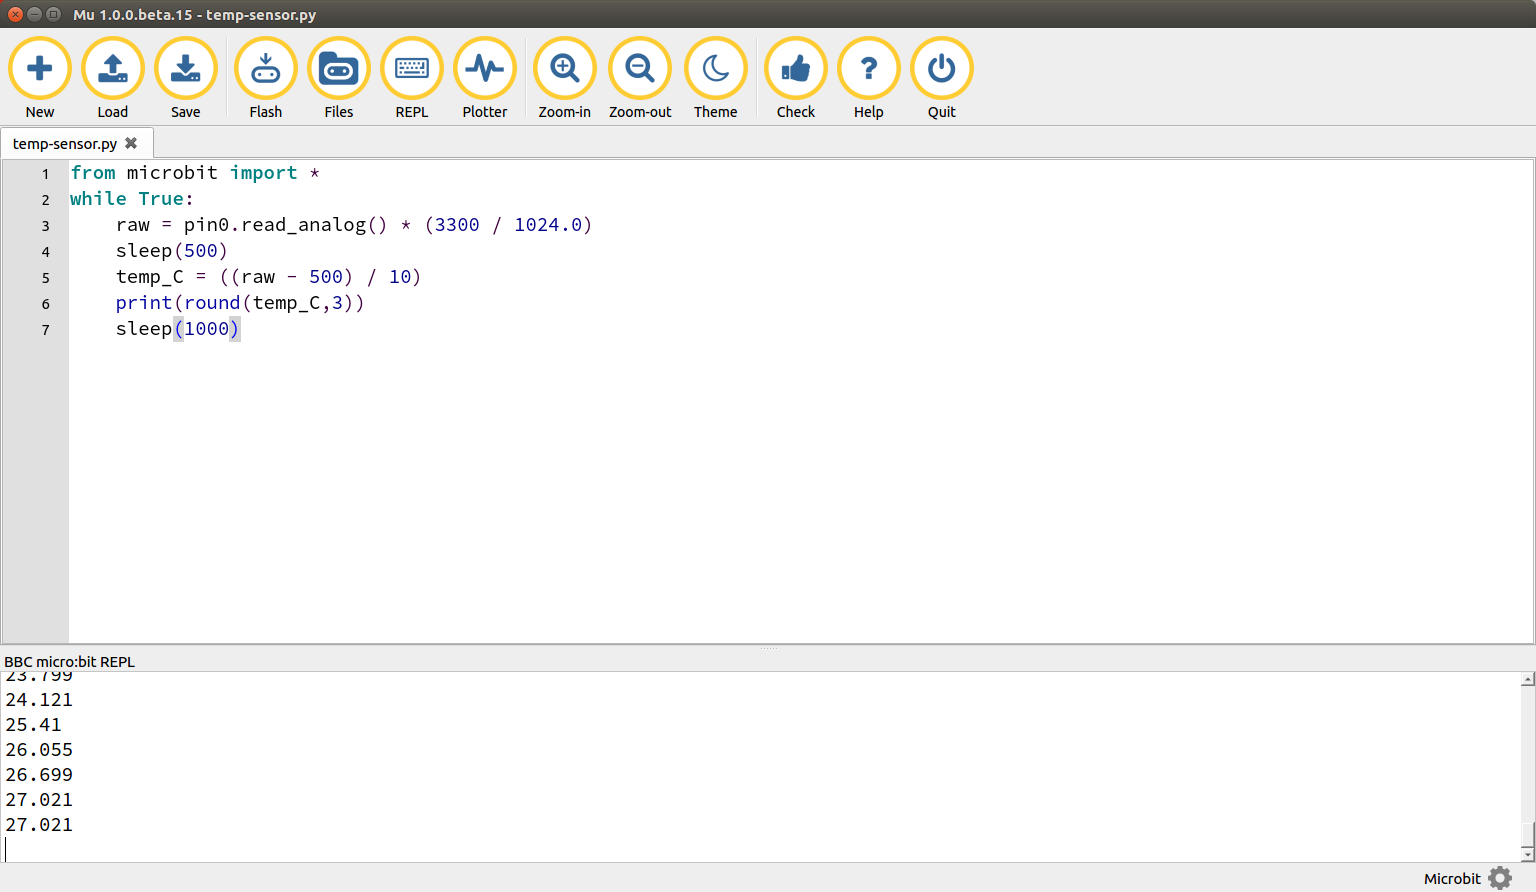 Mu 1.0.0.beta.15 - temp-sensor.py
New Load Save Flash Files REPL Plotter Zoom-in Zoom-out Theme Check Help Quit
temp-sensor.py
1 from microbit import *
2 while True:
3     raw = pin0.read_analog() * (3300 / 1024.0)
4     sleep(500)
5     temp_C = ((raw - 500) / 10)
6     print(round(temp_C,3))
7     sleep(1000)
BBC micro:bit REPL
23.799
24.121
25.41
26.055
26.699
27.021
27.021
Microbit